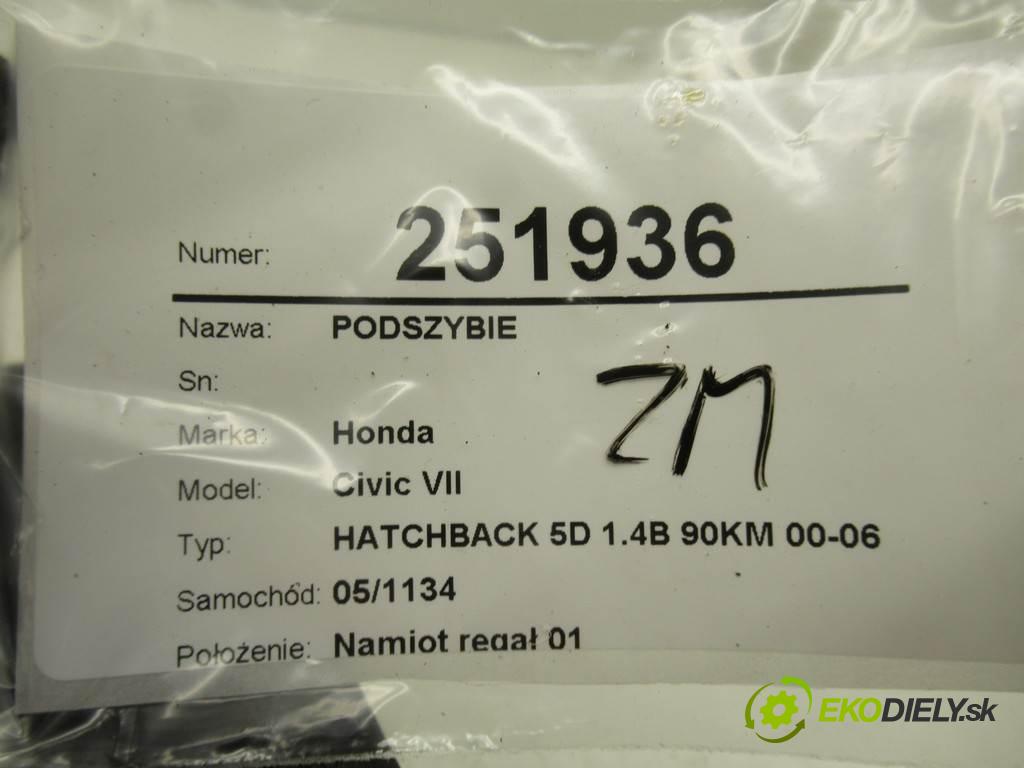 Numer: 251936
Nazwa: PODSZYBIE
Sn:
ZM
Marka: Honda
Model: Civic VII
Typ: HATCHBACK 5D 1.4B 90KM 00-06
Samochód: 05/1134
Położenie: Namiot regał 01
EKODIELY.sk